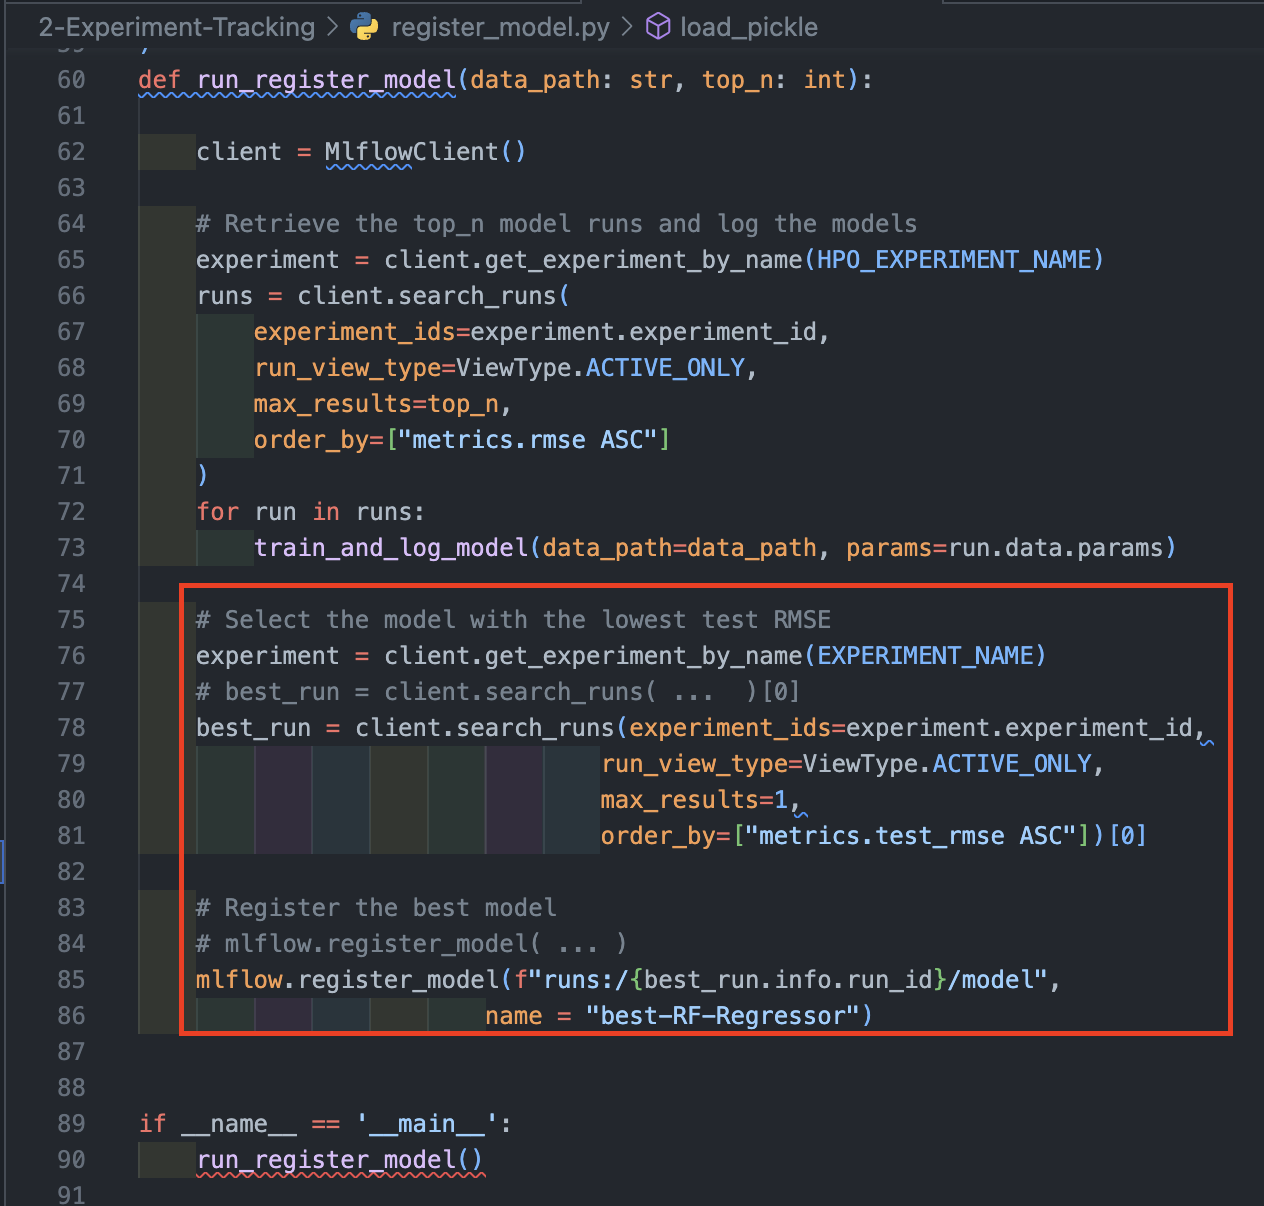 2-Experiment-Tracking > register_model.py > load_pickle
59 )
60 def run_register_model(data_path: str, top_n: int):
61
62     client = MlflowClient()
63
64     # Retrieve the top_n model runs and log the models
65     experiment = client.get_experiment_by_name(HPO_EXPERIMENT_NAME)
66     runs = client.search_runs(
67         experiment_ids=experiment.experiment_id,
68         run_view_type=ViewType.ACTIVE_ONLY,
69         max_results=top_n,
70         order_by=["metrics.rmse ASC"]
71     )
72     for run in runs:
73         train_and_log_model(data_path=data_path, params=run.data.params)
74
75     # Select the model with the lowest test RMSE
76     experiment = client.get_experiment_by_name(EXPERIMENT_NAME)
77     # best_run = client.search_runs( ...  )[0]
78     best_run = client.search_runs(experiment_ids=experiment.experiment_id,
79                                 run_view_type=ViewType.ACTIVE_ONLY,
80                                 max_results=1,
81                                 order_by=["metrics.test_rmse ASC"])[0]
82
83     # Register the best model
84     # mlflow.register_model( ... )
85     mlflow.register_model(f"runs:/{best_run.info.run_id}/model",
86                         name = "best-RF-Regressor")
87
88
89 if __name__ == '__main__':
90     run_register_model()
91